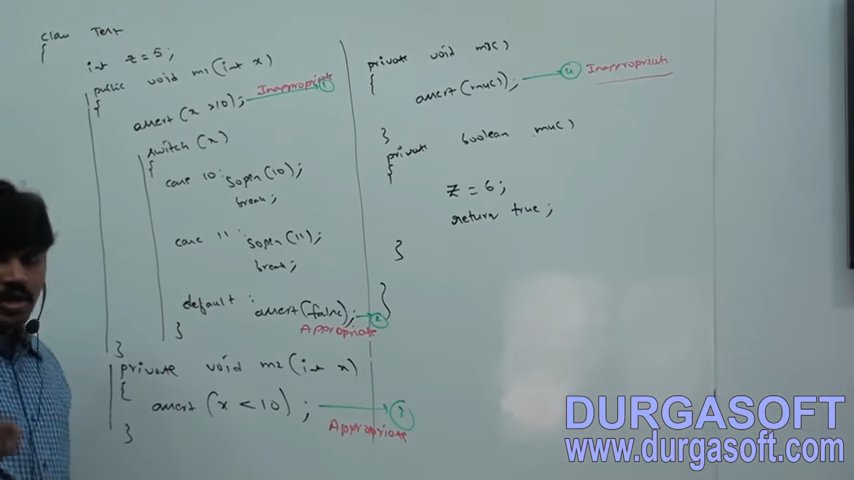 class Test
{
int z = 5;
public void m1(int x)
{
assert(x >10); 1 Inappropriate
switch (x)
{
case 10: sopln(10);
break;
case 11: sopln(11);
break;
default : assert(false); 2
Appropriate
}
}
private void m2(int x)
{
assert (x < 10) ; 3
Appropriate
}
private void m3()
{
assert(m4()); 4 Inappropriate
}
private boolean m4()
{
z = 6;
return true;
}
}
DURGASOFT
www.durgasoft.com